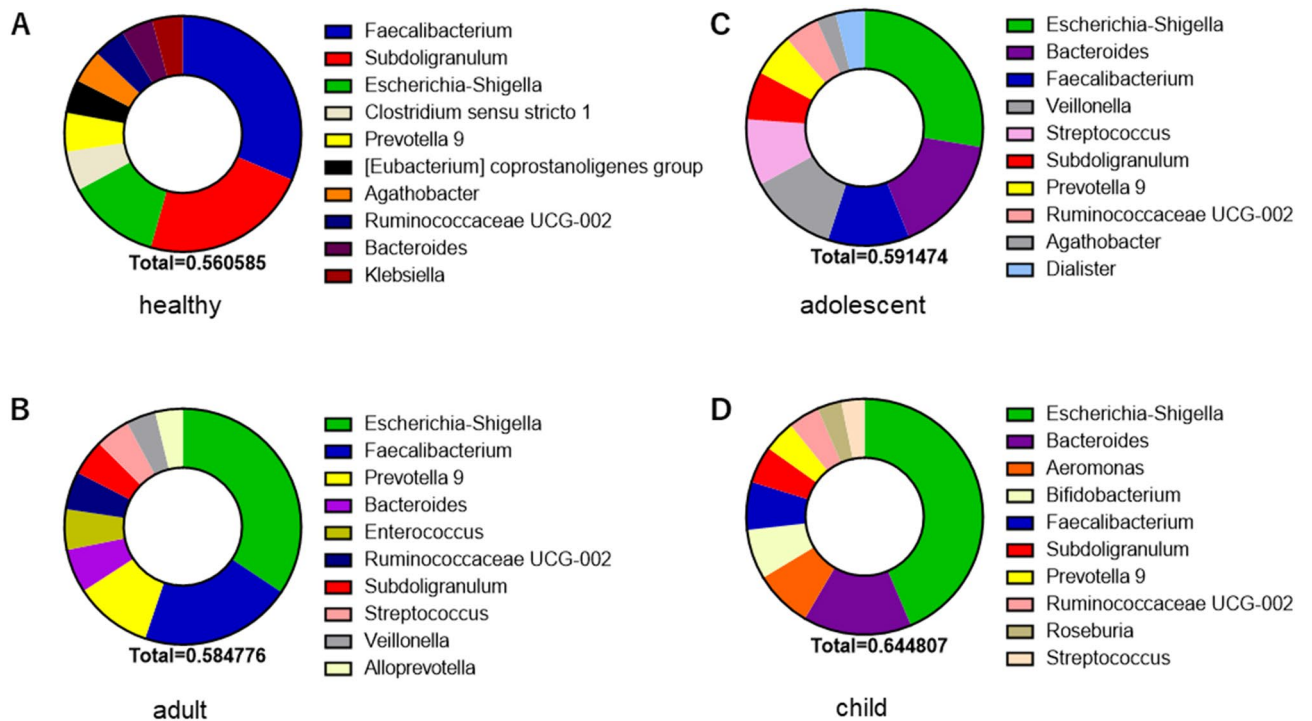 A
Faecalibacterium
Subdoligranulum
Escherichia-Shigella
Clostridium sensu stricto 1
Prevotella 9
[Eubacterium] coprostanoligenes group
Agathobacter
Ruminococcaceae UCG-002
Bacteroides
Klebsiella
Total=0.560585
healthy
C
Escherichia-Shigella
Bacteroides
Faecalibacterium
Veillonella
Streptococcus
Subdoligranulum
Prevotella 9
Ruminococcaceae UCG-002
Agathobacter
Dialister
Total=0.591474
adolescent
B
Escherichia-Shigella
Faecalibacterium
Prevotella 9
Bacteroides
Enterococcus
Ruminococcaceae UCG-002
Subdoligranulum
Streptococcus
Veillonella
Alloprevotella
Total=0.584776
adult
D
Escherichia-Shigella
Bacteroides
Aeromonas
Bifidobacterium
Faecalibacterium
Subdoligranulum
Prevotella 9
Ruminococcaceae UCG-002
Roseburia
Streptococcus
Total=0.644807
child